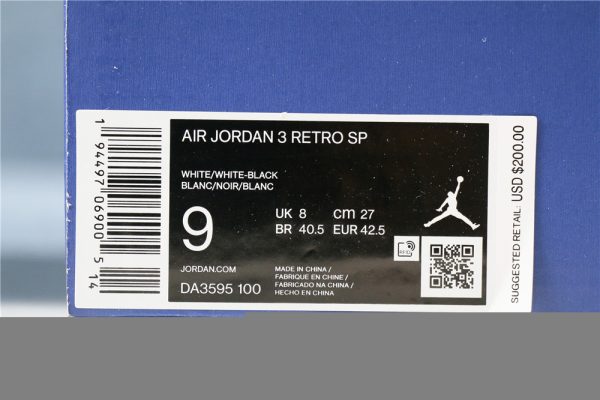 AIR JORDAN 3 RETRO SP
WHITE/WHITE-BLACK
BLANC/NOIR/BLANC
9
UK 8 cm 27
BR 40.5 EUR 42.5
JORDAN.COM
DA3595 100
MADE IN CHINA /
FABRIQUE EN CHINE /
FABRICADO NA CHINA /
HECHO EN CHINA
1 94497 06900 5 14
SUGGESTED RETAIL: USD $200.00